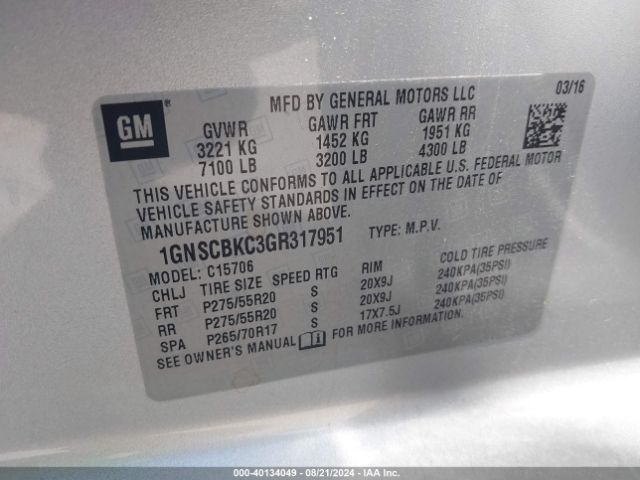 MFD BY GENERAL MOTORS LLC 03/16
GM ®
GVWR GAWR FRT GAWR RR
3221 KG 1452 KG 1951 KG
7100 LB 3200 LB 4300 LB
THIS VEHICLE CONFORMS TO ALL APPLICABLE U.S. FEDERAL MOTOR
VEHICLE SAFETY STANDARDS IN EFFECT ON THE DATE OF
MANUFACTURE SHOWN ABOVE.
1GNSCBKC3GR317951 TYPE: M.P.V.
MODEL: C15706
CHLJ TIRE SIZE SPEED RTG RIM COLD TIRE PRESSURE
FRT P275/55R20 S 20X9J 240KPA(35PSI)
RR P275/55R20 S 20X9J 240KPA(35PSI)
SPA P265/70R17 S 17X7.5J 240KPA(35PSI)
SEE OWNER'S MANUAL FOR MORE INFORMATION.
000-40134049 - 08/21/2024 - IAA Inc.